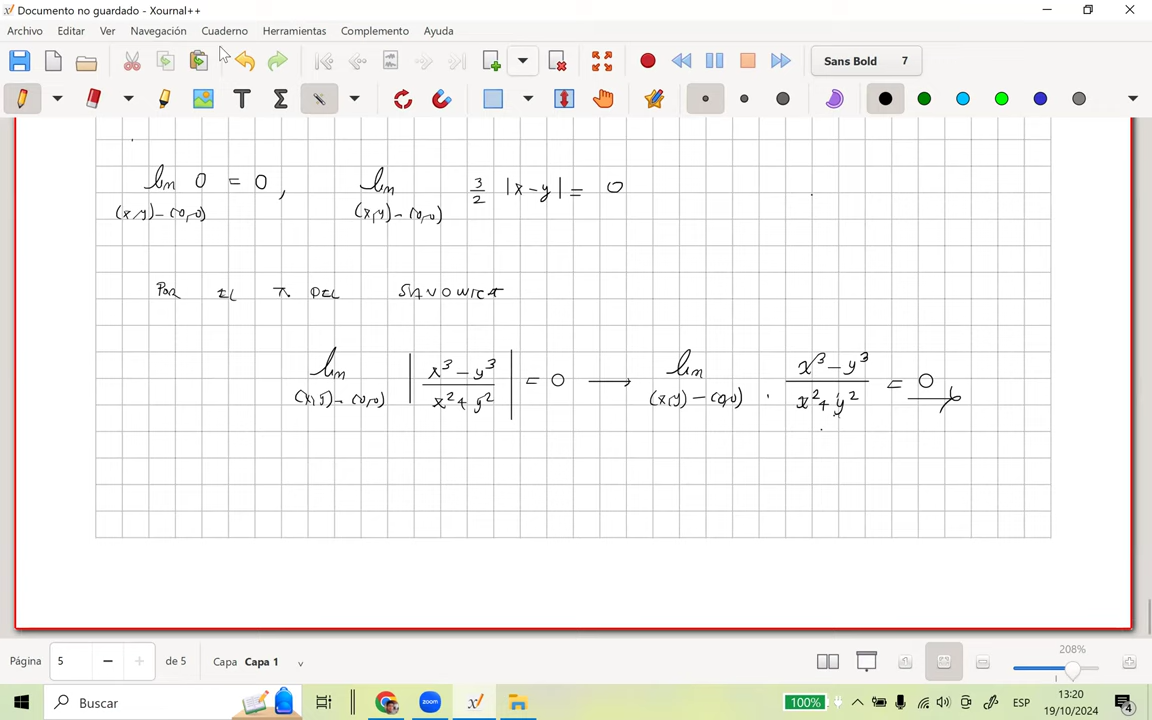 Documento no guardado - Xournal++
Archivo Editar Ver Navegación Cuaderno Herramientas Complemento Ayuda
Sans Bold 7
lim 0 = 0, lim 3/2 |x-y| = 0
(x,y)-(0,0) (x,y)-(0,0)
POR EL T. DEL SANDWICH
lim | x³-y³ / x²+y² | = 0 → lim x³-y³ / x²+y² = 0
(x,y)-(0,0) (x,y)-(0,0)
208%
Página 5 de 5 Capa Capa 1
Buscar
zoom
100%
ESP
13:20
19/10/2024
4